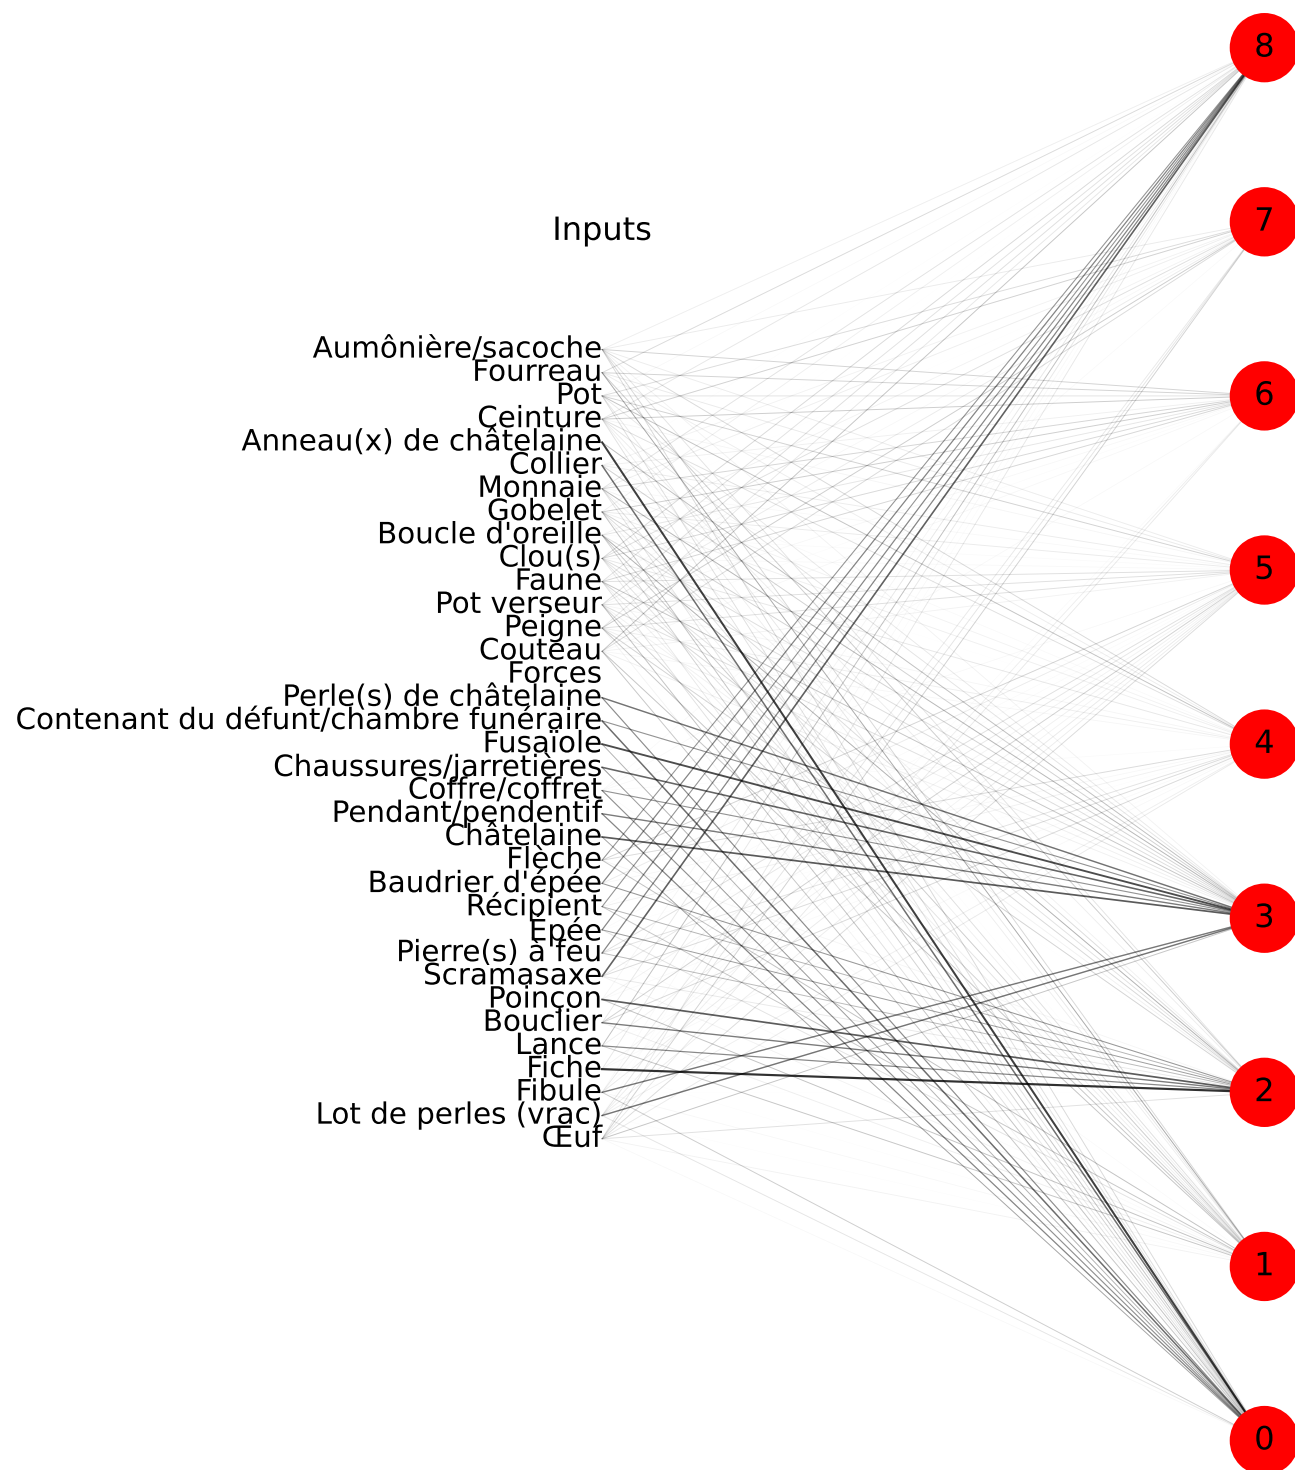 8
7
Inputs
Aumônière/sacoche
Fourreau
Pot
Ceinture
Anneau(x) de châtelaine
Collier
Monnaie
Gobelet
Boucle d'oreille
Clou(s)
Faune
Pot verseur
Peigne
Couteau
Forces
Perle(s) de châtelaine
Contenant du défunt/chambre funéraire
Fusaïole
Chaussures/jarretières
Coffre/coffret
Pendant/pendentif
Châtelaine
Flèche
Baudrier d'épée
Récipient
Epée
Pierre(s) à feu
Scramasaxe
Poinçon
Bouclier
Lance
Fiche
Fibule
Lot de perles (vrac)
Œuf
6
5
4
3
2
1
0